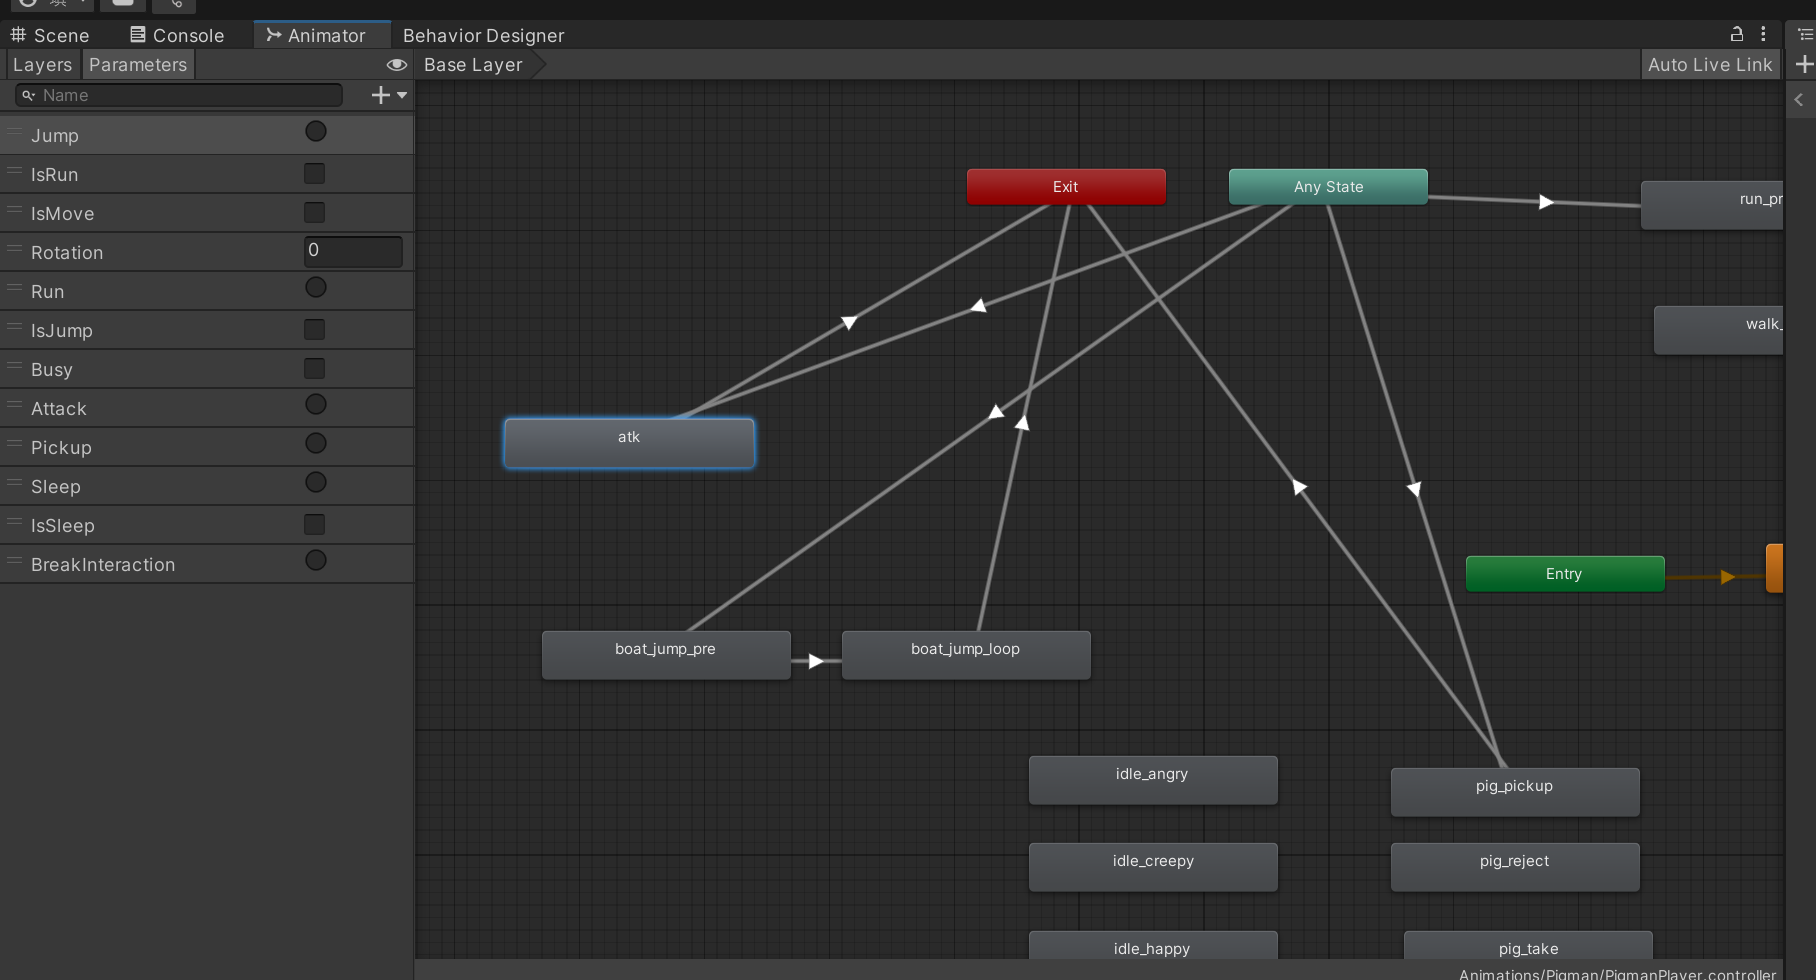 Scene
Console
Animator
Behavior Designer
Layers
Parameters
Base Layer
Auto Live Link
Name
Jump
IsRun
IsMove
Rotation
0
Run
IsJump
Busy
Attack
Pickup
Sleep
IsSleep
BreakInteraction
Exit
Any State
run_pr
walk_
atk
Entry
boat_jump_pre
boat_jump_loop
idle_angry
pig_pickup
idle_creepy
pig_reject
idle_happy
pig_take
Animations/Pigman/PigmanPlayer.controller